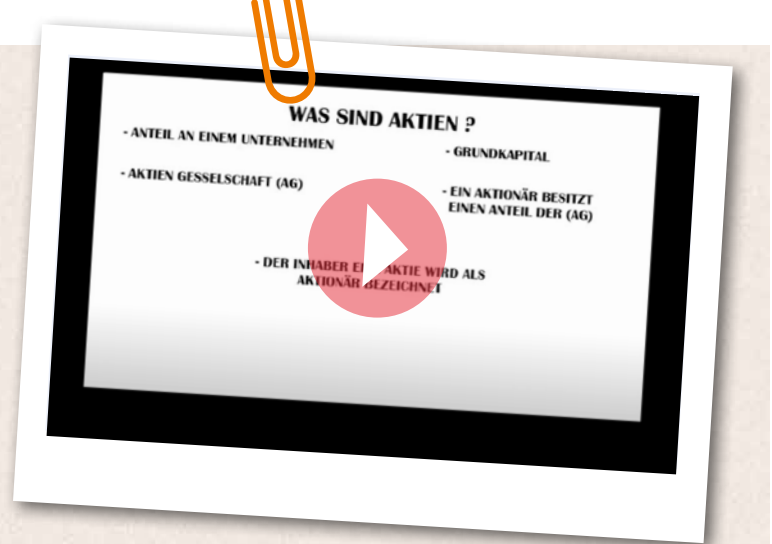 WAS SIND AKTIEN ?
- ANTEIL AN EINEM UNTERNEHMEN
- AKTIEN GESSELSCHAFT (AG)
- GRUNDKAPITAL
- EIN AKTIONÄR BESITZT
EINEN ANTEIL DER (AG)
- DER INHABER AKTIE WIRD ALS
AKTIONÄR BEZEICHNET